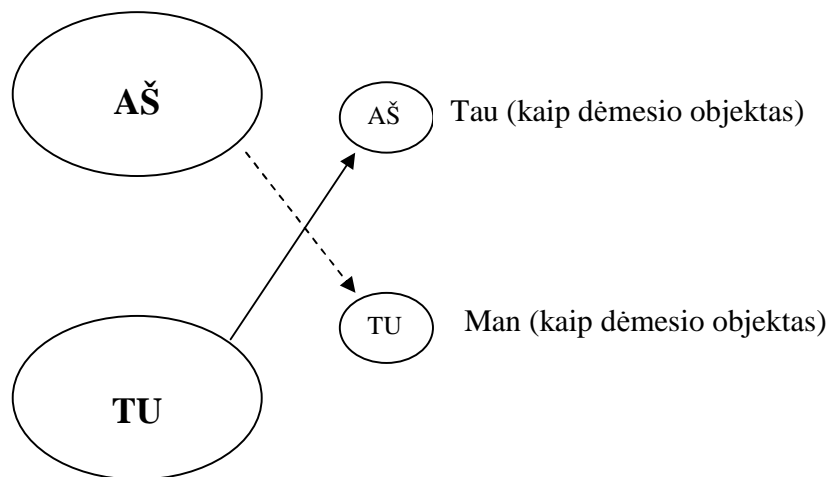 AŠ
AŠ Tau (kaip dėmesio objektas)
TU Man (kaip dėmesio objektas)
TU